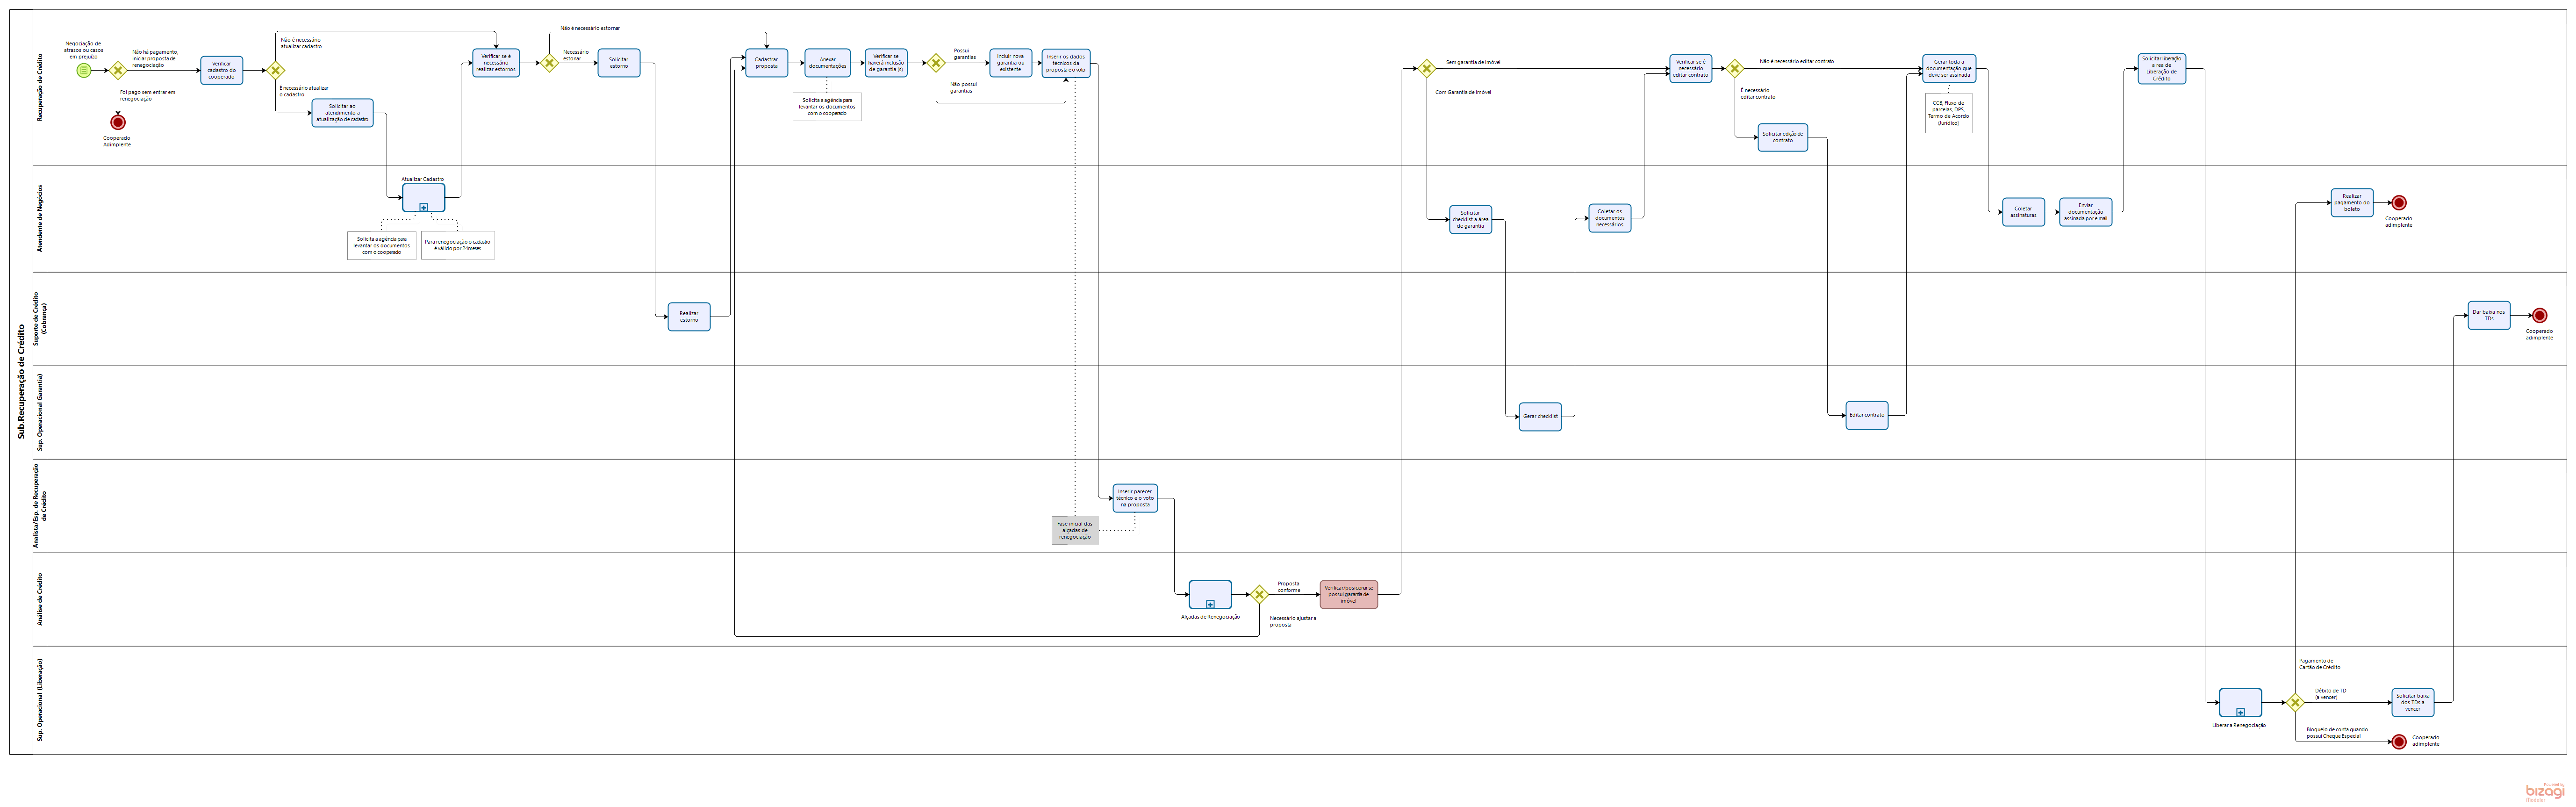 Sub.Recuperação de Crédito
Recuperação de Crédito
Negociação de
atrasos ou casos
em prejuízo
Não há pagamento,
iniciar proposta de
renegociação
Foi pago sem entrar em
renegociação
Cooperado
Adimplente
Verificar
cadastro do
cooperado
Não é necessário
atualizar cadastro
É necessário atualizar
o cadastro
Solicitar ao
atendimento a
atualização de cadastro
Verificar se é
necessário
realizar estornos
Não é necessário estornar
Necessário
estonar
Solicitar
estorno
Cadastrar
proposta
Anexar
documentações
Solicita a agência para
levantar os documentos
com o cooperado
Verificar se
haverá inclusão
de garantia (s)
Possui
garantias
Não possui
garantias
Incluir nova
garantia ou
existente
Inserir os dados
técnicos da
proposta e o voto
Sem garantia de imóvel
Com Garantia de imóvel
Verificar se é
necessário
editar contrato
Não é necessário editar contrato
É necessário
editar contrato
Solicitar edição de
contrato
Gerar toda a
documentação que
deve ser assinada
CCB, Fluxo de
parcelas, DPS,
Termo de Acordo
(Jurídico)
Solicitar liberação
a rea de
Liberação de
Crédito
Atendente de Negócios
Atualizar Cadastro
Solicita a agência para
levantar os documentos
com o cooperado
Para renegociação o cadastro
é válido por 24meses
Solicitar
checklist a área
de garantia
Coletar os
documentos
necessários
Coletar
assinaturas
Enviar
documentação
assinada por e-mail
Realizar
pagamento do
boleto
Cooperado
adimplente
Suporte de Crédito
(Cobrança)
Realizar
estorno
Dar baixa nos
TDs
Cooperado
adimplente
Sup. Operacional Garantia)
Gerar checklist
Editar contrato
Analista/Esp. de Recuperação
de Crédito
Inserir parecer
técnico e o voto
na proposta
Fase inicial das
alçadas de
renegociação
Análise de Crédito
Alçadas de Renegociação
Proposta
conforme
Necessário ajustar a
proposta
Verificar/posicionar se
possui garantia de
imóvel
Sup. Operacional (Liberação)
Liberar a Renegociação
Pagamento de
Cartão de Crédito
Débito de TD
(a vencer)
Bloqueio de conta quando
possui Cheque Especial
Solicitar baixa
dos TDs a
vencer
Cooperado
adimplente
Powered by
bizagi
Modeler